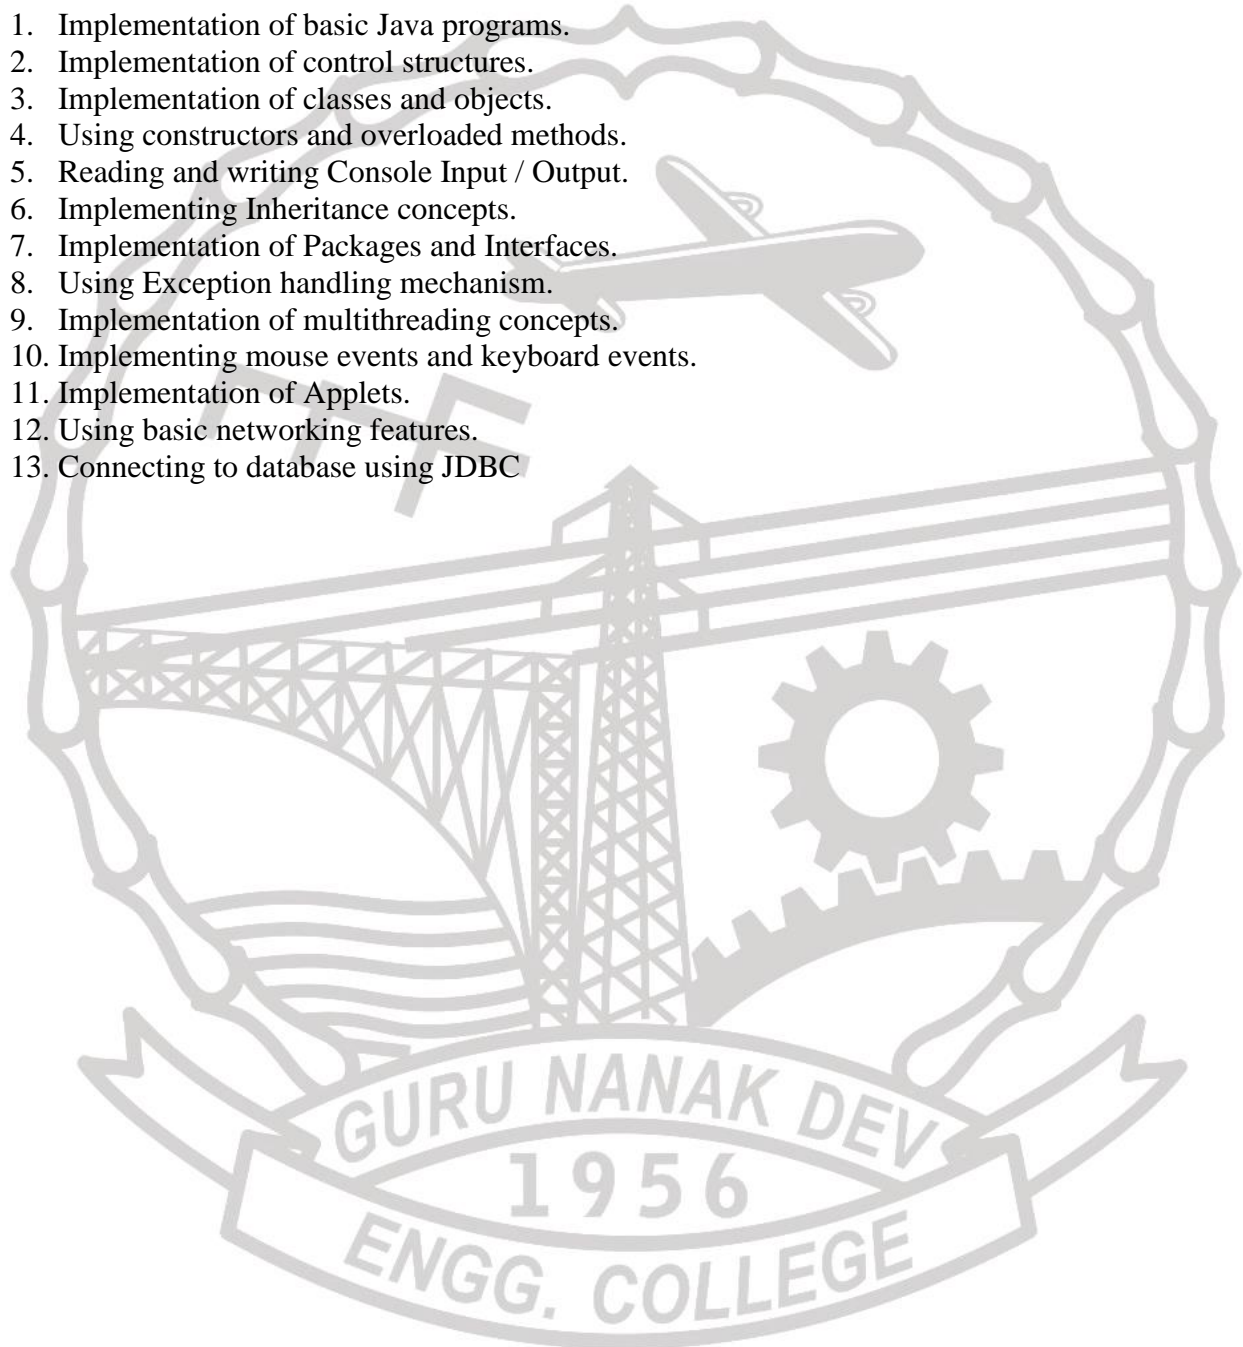 1. Implementation of basic Java programs.
2. Implementation of control structures.
3. Implementation of classes and objects.
4. Using constructors and overloaded methods.
5. Reading and writing Console Input / Output.
6. Implementing Inheritance concepts.
7. Implementation of Packages and Interfaces.
8. Using Exception handling mechanism.
9. Implementation of multithreading concepts.
10. Implementing mouse events and keyboard events.
11. Implementation of Applets.
12. Using basic networking features.
13. Connecting to database using JDBC
GURU NANAK DEV
1956
ENGG. COLLEGE